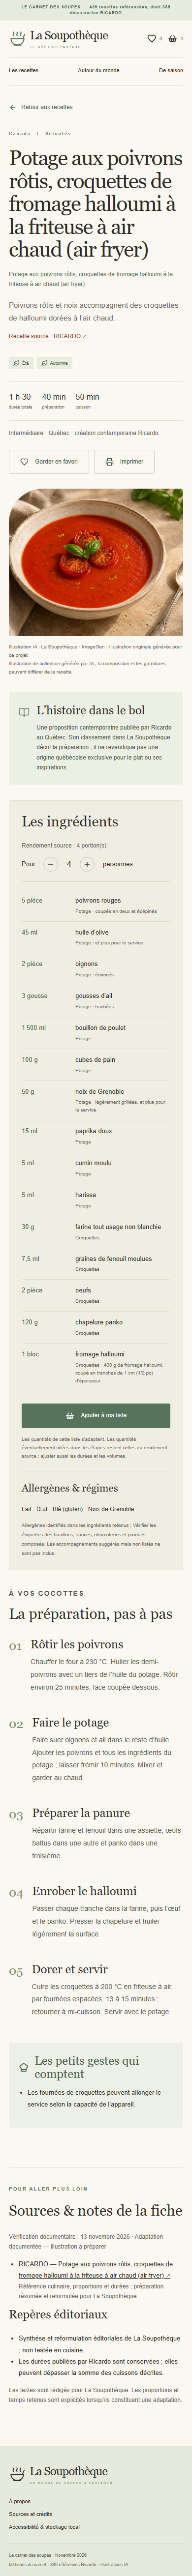 LE CARNET DES SOUPES · 439 recettes référencées, dont 389
découvertes RICARDO
La Soupothèque
LE GOÛT DU PARTAGE
0
0
Les recettes
Autour du monde
De saison
← Retour aux recettes
Canada / Veloutés
Potage aux poivrons
rôtis, croquettes de
fromage halloumi à
la friteuse à air
chaud (air fryer)
Potage aux poivrons rôtis, croquettes de fromage halloumi à la
friteuse à air chaud (air fryer)
Poivrons rôtis et noix accompagnent des croquettes
de halloumi dorées à l'air chaud.
Recette source : RICARDO ↗
Été
Automne
1 h 30
40 min
50 min
durée totale
préparation
cuisson
Intermédiaire · Québec · création contemporaine Ricardo
Garder en favori
Imprimer
Illustration IA : La Soupothèque · ImageGen · Illustration originale générée pour
ce projet
Illustration de collection générée par IA ; la composition et les garnitures
peuvent différer de la recette.
L'histoire dans le bol
Une proposition contemporaine publiée par Ricardo
au Québec. Son classement dans La Soupothèque
décrit la préparation ; il ne revendique pas une
origine québécoise exclusive pour le plat ou ses
inspirations.
Les ingrédients
Rendement source : 4 portion(s)
Pour − 4 + personnes
5 pièce
poivrons rouges
Potage · coupés en deux et épépinés
45 ml
huile d'olive
Potage · et plus pour le service
2 pièce
oignons
Potage · émincés
3 gousse
gousses d'ail
Potage · hachées
1 500 ml
bouillon de poulet
Potage
100 g
cubes de pain
Potage
50 g
noix de Grenoble
Potage · légèrement grillées, et plus pour
le service
15 ml
paprika doux
Potage
5 ml
cumin moulu
Potage
5 ml
harissa
Potage
30 g
farine tout usage non blanchie
Croquettes
7,5 ml
graines de fenouil moulues
Croquettes
2 pièce
oeufs
Croquettes
120 g
chapelure panko
Croquettes
1 bloc
fromage halloumi
Croquettes · 400 g de fromage halloumi,
coupé en tranches de 1 cm (1/2 po)
d'épaisseur
Ajouter à ma liste
Les quantités de cette liste s'adaptent. Les quantités
éventuellement citées dans les étapes restent celles du rendement
source ; ajuster aussi les durées et les volumes.
Allergènes & régimes
Lait · Œuf · Blé (gluten) · Noix de Grenoble
Allergènes identifiés dans les ingrédients retenus : Vérifier les
étiquettes des bouillons, sauces, charcuteries et produits
composés. Les accompagnements suggérés mais non listés ne
sont pas inclus.
À VOS COCOTTES
La préparation, pas à pas
01 Rôtir les poivrons
Chauffer le four à 230 °C. Huiler les demi-
poivrons avec un tiers de l'huile du potage. Rôtir
environ 25 minutes, face coupée dessous.
02 Faire le potage
Faire suer oignons et ail dans le reste d'huile.
Ajouter les poivrons et tous les ingrédients du
potage ; laisser frémir 10 minutes. Mixer et
garder au chaud.
03 Préparer la panure
Répartir farine et fenouil dans une assiette, œufs
battus dans une autre et panko dans une
troisième.
04 Enrober le halloumi
Passer chaque tranche dans la farine, puis l'œuf
et le panko. Presser la chapelure et huiler
légèrement la surface.
05 Dorer et servir
Cuire les croquettes à 200 °C en friteuse à air,
par fournées espacées, 13 à 15 minutes ;
retourner à mi-cuisson. Servir avec le potage.
Les petits gestes qui
comptent
• Les fournées de croquettes peuvent allonger le
service selon la capacité de l'appareil.
POUR ALLER PLUS LOIN
Sources & notes de la fiche
Vérification documentaire : 13 novembre 2026 · Adaptation
documentée — illustration à préparer
• RICARDO — Potage aux poivrons rôtis, croquettes de
fromage halloumi à la friteuse à air chaud (air fryer) ↗
Référence culinaire, proportions et durées ; préparation
résumée et reformulée pour La Soupothèque.
Repères éditoriaux
• Synthèse et reformulation éditoriales de La Soupothèque
; non testée en cuisine.
• Les durées publiées par Ricardo sont conservées ; elles
peuvent dépasser la somme des cuissons décrites.
Les textes sont rédigés pour La Soupothèque. Les proportions et
temps retenus sont explicités lorsqu'ils constituent une adaptation.
La Soupothèque
UN MONDE DE SOUPES À PARTAGER
À propos
Sources et crédits
Accessibilité & stockage local
Le carnet des soupes · Novembre 2026
50 fiches du carnet · 389 références Ricardo · Illustrations IA